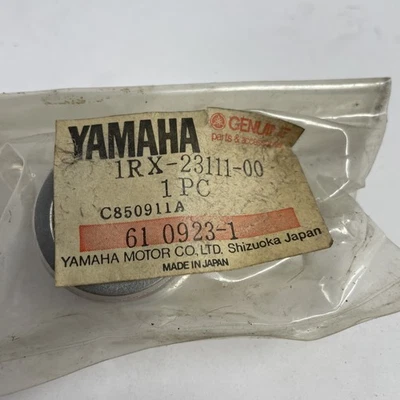 YAMAHA GENUINE
parts & accessories
1RX-23111-00
1 PC
C850911A
61 0923-1
YAMAHA MOTOR CO., LTD. Shizuoka Japan
MADE IN JAPAN